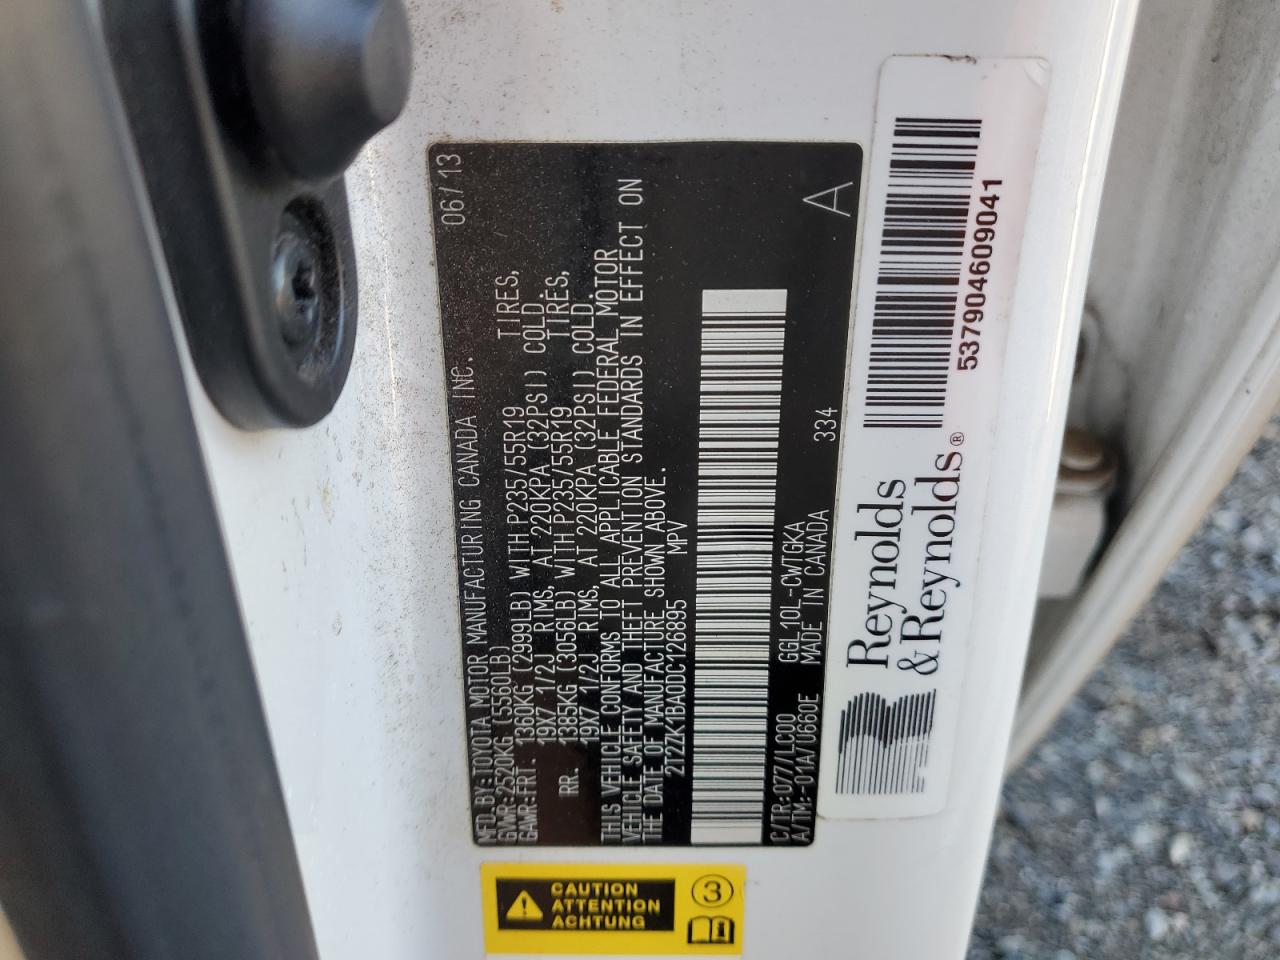 MFD. BY: TOYOTA MOTOR MANUFACTURING CANADA INC. 06/13
GVWR: 2520KG (5560LB)
GAWR: FRT. 1360KG (2999LB) WITH P235/55R19 TIRES,
19X7 1/2J RIMS, AT 220KPA (32PSI) COLD.
RR. 1385KG (3056LB) WITH P235/55R19 TIRES,
19X7 1/2J RIMS, AT 220KPA (32PSI) COLD.
THIS VEHICLE CONFORMS TO ALL APPLICABLE FEDERAL MOTOR
VEHICLE SAFETY AND THEFT PREVENTION STANDARDS IN EFFECT ON
THE DATE OF MANUFACTURE SHOWN ABOVE.
2T2ZK1BA0DC126895 MPV
C/TR: 077/LC00 GGL10L-CWTGKA 334 A
A/TM: -01A/U660E MADE IN CANADA
Reynolds
& Reynolds®
5379046O9041
CAUTION
ATTENTION
ACHTUNG
3